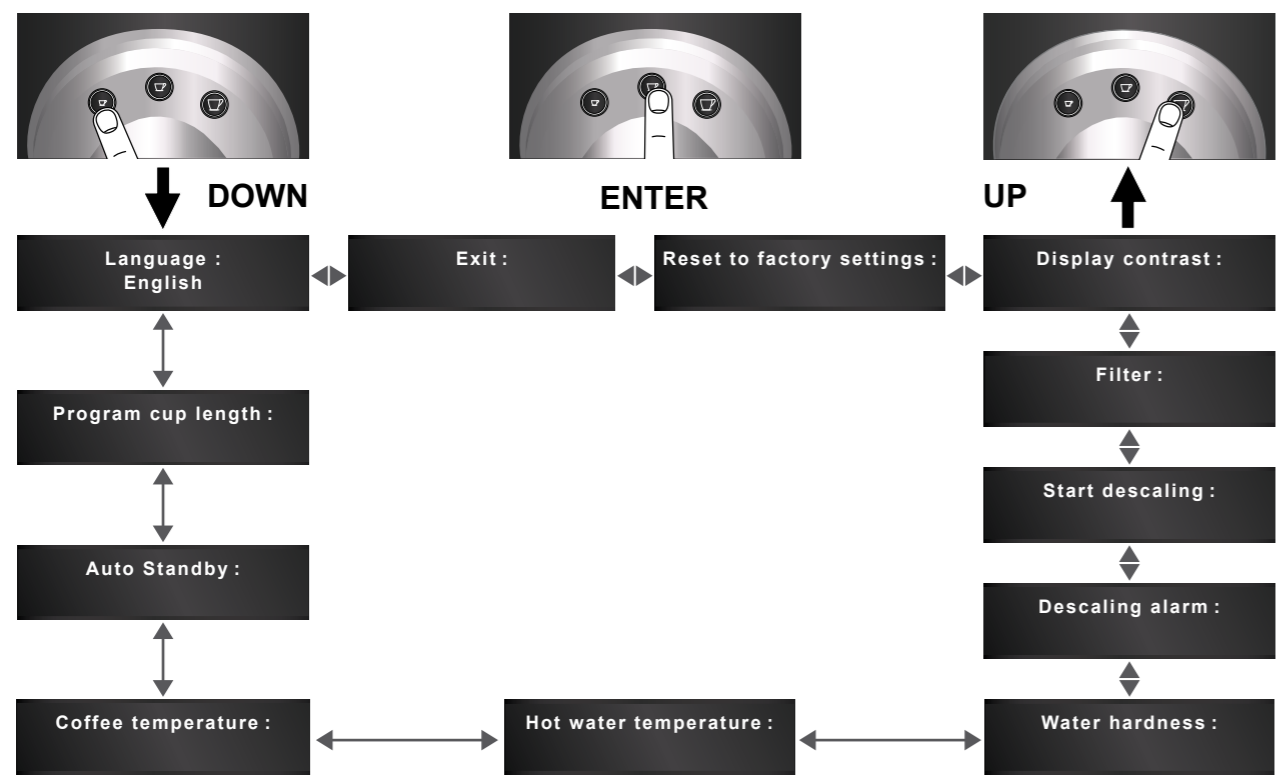 DOWN
ENTER
UP
Language :
English
Exit :
Reset to factory settings :
Display contrast :
Filter :
Program cup length :
Start descaling :
Auto Standby :
Descaling alarm :
Coffee temperature :
Hot water temperature :
Water hardness :